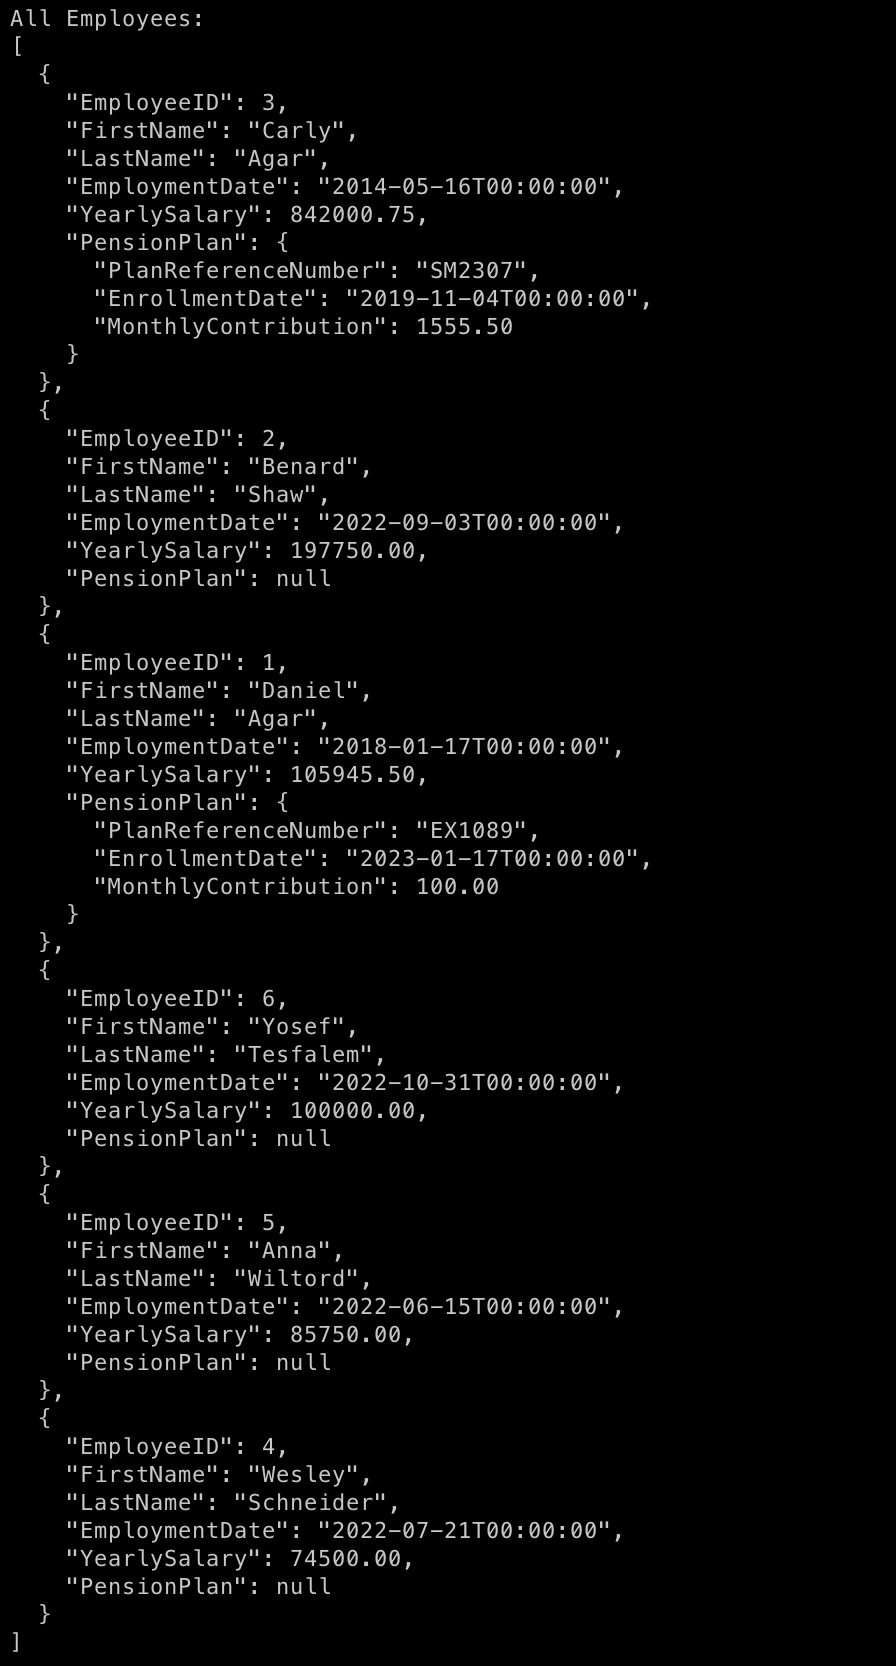 All Employees:
[
  {
    "EmployeeID": 3,
    "FirstName": "Carly",
    "LastName": "Agar",
    "EmploymentDate": "2014-05-16T00:00:00",
    "YearlySalary": 842000.75,
    "PensionPlan": {
      "PlanReferenceNumber": "SM2307",
      "EnrollmentDate": "2019-11-04T00:00:00",
      "MonthlyContribution": 1555.50
    }
  },
  {
    "EmployeeID": 2,
    "FirstName": "Benard",
    "LastName": "Shaw",
    "EmploymentDate": "2022-09-03T00:00:00",
    "YearlySalary": 197750.00,
    "PensionPlan": null
  },
  {
    "EmployeeID": 1,
    "FirstName": "Daniel",
    "LastName": "Agar",
    "EmploymentDate": "2018-01-17T00:00:00",
    "YearlySalary": 105945.50,
    "PensionPlan": {
      "PlanReferenceNumber": "EX1089",
      "EnrollmentDate": "2023-01-17T00:00:00",
      "MonthlyContribution": 100.00
    }
  },
  {
    "EmployeeID": 6,
    "FirstName": "Yosef",
    "LastName": "Tesfalem",
    "EmploymentDate": "2022-10-31T00:00:00",
    "YearlySalary": 100000.00,
    "PensionPlan": null
  },
  {
    "EmployeeID": 5,
    "FirstName": "Anna",
    "LastName": "Wiltord",
    "EmploymentDate": "2022-06-15T00:00:00",
    "YearlySalary": 85750.00,
    "PensionPlan": null
  },
  {
    "EmployeeID": 4,
    "FirstName": "Wesley",
    "LastName": "Schneider",
    "EmploymentDate": "2022-07-21T00:00:00",
    "YearlySalary": 74500.00,
    "PensionPlan": null
  }
]